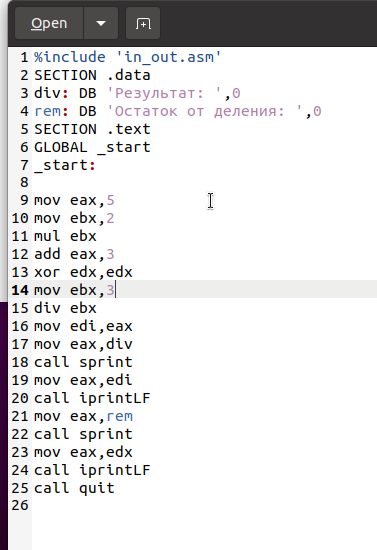 Open
1 %include 'in_out.asm'
2 SECTION .data
3 div: DB 'Результат: ',0
4 rem: DB 'Остаток от деления: ',0
5 SECTION .text
6 GLOBAL _start
7 _start:
8
9 mov eax,5
10 mov ebx,2
11 mul ebx
12 add eax,3
13 xor edx,edx
14 mov ebx,3
15 div ebx
16 mov edi,eax
17 mov eax,div
18 call sprint
19 mov eax,edi
20 call iprintLF
21 mov eax,rem
22 call sprint
23 mov eax,edx
24 call iprintLF
25 call quit
26